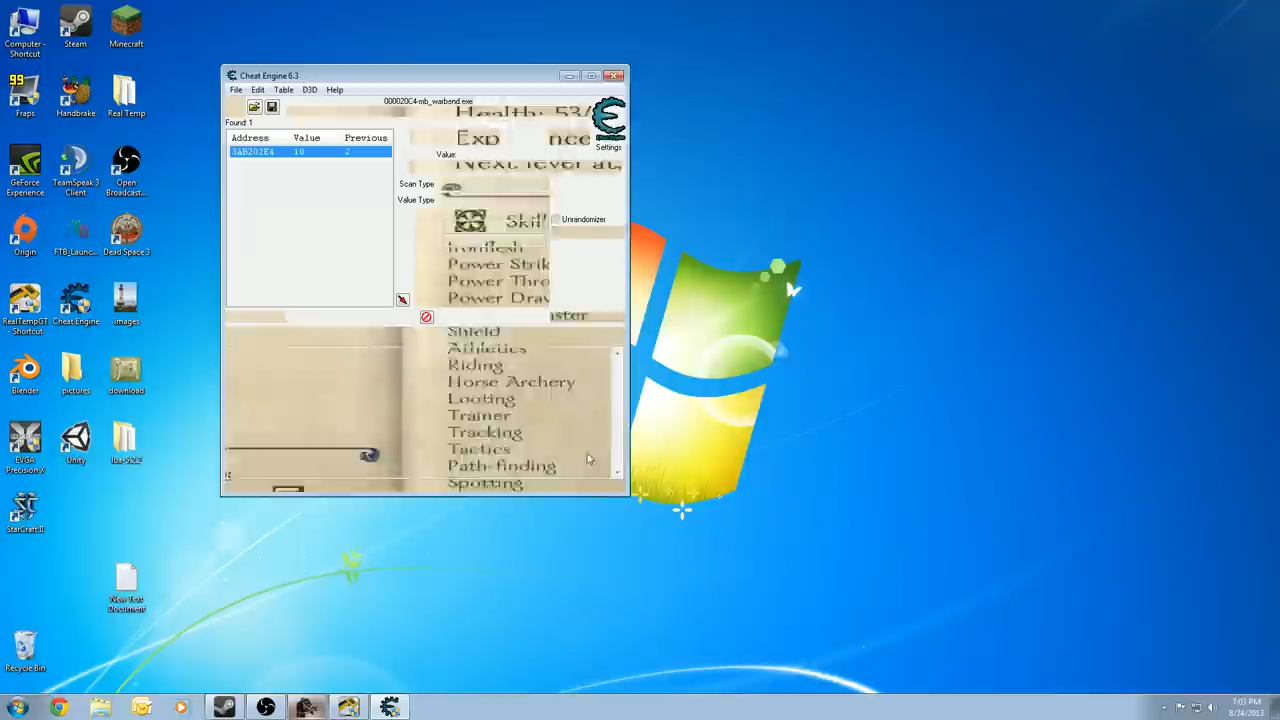 Computer - Shortcut
Steam
Minecraft
99
Fraps
Handbrake
Real Temp
GeForce Experience
TeamSpeak 3 Client
Open Broadcast...
Origin
FTB_Launc...
Dead Space 3
RealTempGT - Shortcut
Cheat Engine
images
Blender
pictures
download
EVGA Precision X
Unity
StarCraft II
New Text Document
Recycle Bin
Cheat Engine 6.3
File Edit Table D3D Help
000020C4-mb_warband.exe
Health: 53/
Found: 1
Address Value Previous
3AB202E4 10 2
Settings
Value:
Next level at,
Scan Type
Value Type
Unrandomizer
Skil
Ironflesh
Power Strik
Power Thro
Power Draw
Shield
Athletics
Riding
Horse Archery
Looting
Trainer
Tracking
Tactics
Path-finding
Spotting
7:03 PM
8/24/2013